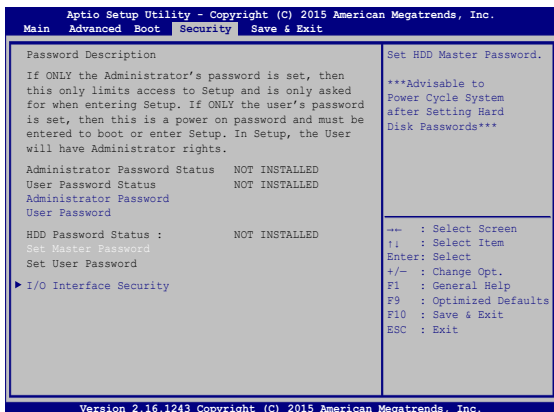 Aptio Setup Utility - Copyright (C) 2015 American Megatrends, Inc.
Main Advanced Boot Security Save & Exit
Password Description
If ONLY the Administrator's password is set, then
this only limits access to Setup and is only asked
for when entering Setup. If ONLY the user's password
is set, then this is a power on password and must be
entered to boot or enter Setup. In Setup, the User
will have Administrator rights.
Administrator Password Status NOT INSTALLED
User Password Status NOT INSTALLED
Administrator Password
User Password
HDD Password Status : NOT INSTALLED
Set Master Password
Set User Password
▶ I/O Interface Security
Set HDD Master Password.
***Advisable to
Power Cycle System
after Setting Hard
Disk Passwords***
→← : Select Screen
↑↓ : Select Item
Enter: Select
+/— : Change Opt.
F1 : General Help
F9 : Optimized Defaults
F10 : Save & Exit
ESC : Exit
Version 2.16.1243 Copyright (C) 2015 American Megatrends, Inc.